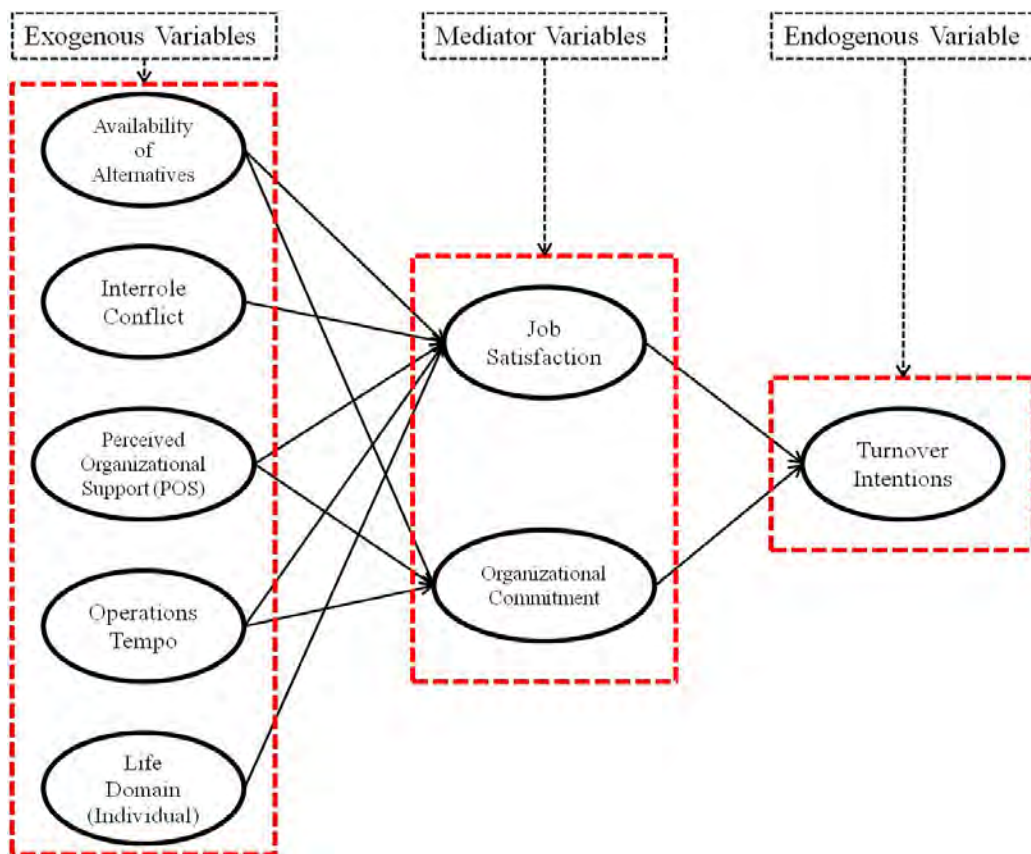 Exogenous Variables
Mediator Variables
Endogenous Variable
Availability
of
Alternatives
Interrole
Conflict
Perceived
Organizational
Support (POS)
Operations
Tempo
Life
Domain
(Individual)
Job
Satisfaction
Organizational
Commitment
Turnover
Intentions